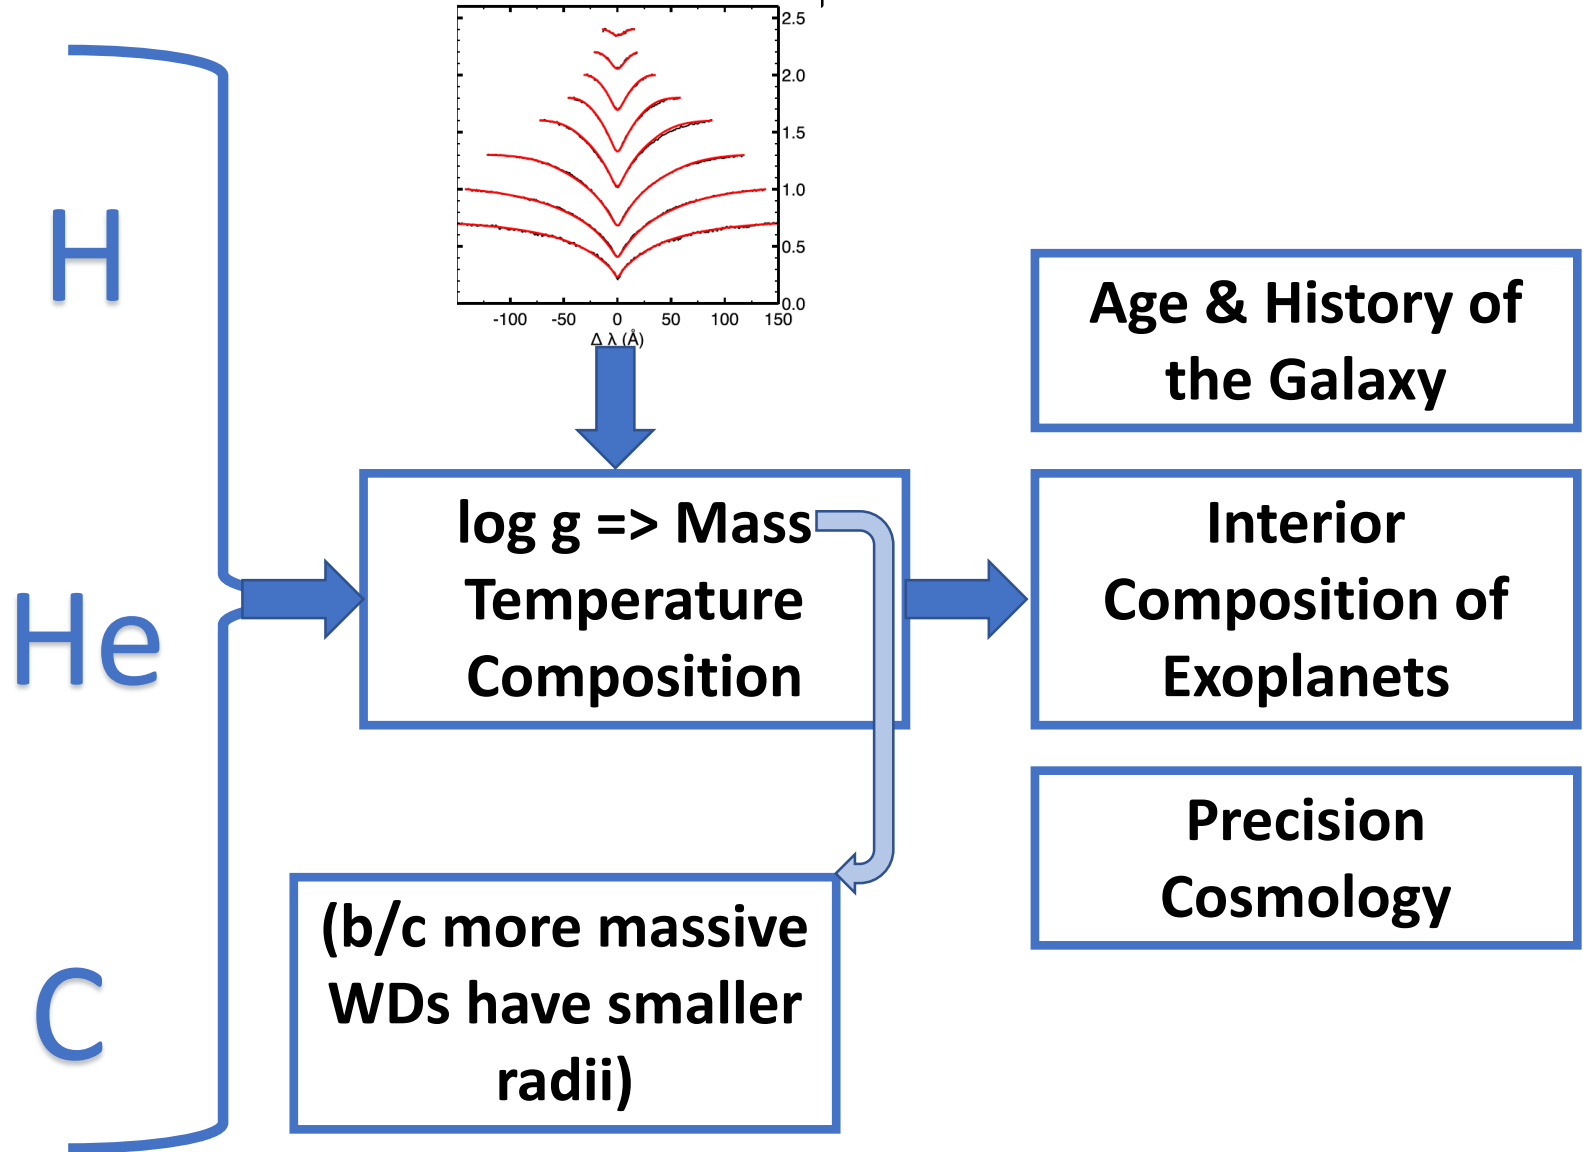 2.5
2.0
1.5
1.0
0.5
0.0
-100 -50 0 50 100 150
Δ λ (Å)
H
He
C
log g => Mass
Temperature
Composition
(b/c more massive
WDs have smaller
radii)
Age & History of
the Galaxy
Interior
Composition of
Exoplanets
Precision
Cosmology